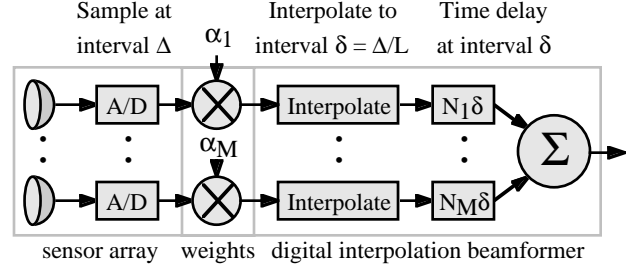 Sample at
interval Δ
Interpolate to
interval δ = Δ/L
Time delay
at interval δ
α1
A/D
Interpolate
N1δ
αM
Σ
A/D
Interpolate
NMδ
sensor array
weights
digital interpolation beamformer